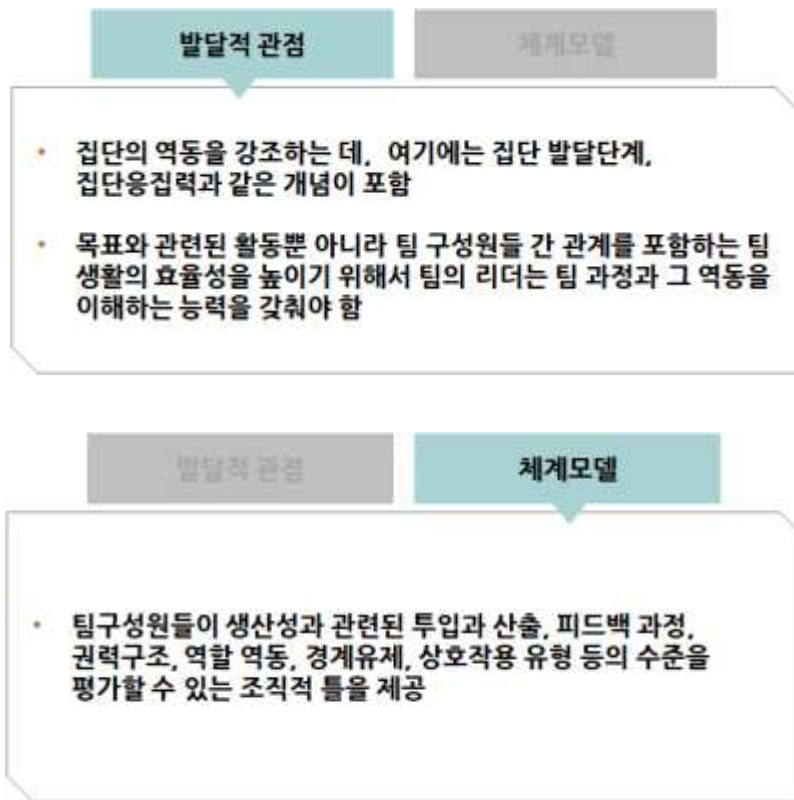 발달적 관점
체계모델
집단의 역동을 강조하는 데, 여기에는 집단 발달단계,
집단응집력과 같은 개념이 포함
목표와 관련된 활동뿐 아니라 팀 구성원들 간 관계를 포함하는 팀
생활의 효율성을 높이기 위해서 팀의 리더는 팀 과정과 그 역동을
이해하는 능력을 갖춰야 함
발달적 관점
체계모델
팀구성원들이 생산성과 관련된 투입과 산출, 피드백 과정,
권력구조, 역할 역동, 경계유제, 상호작용 유형 등의 수준을
평가할 수 있는 조직적 틀을 제공